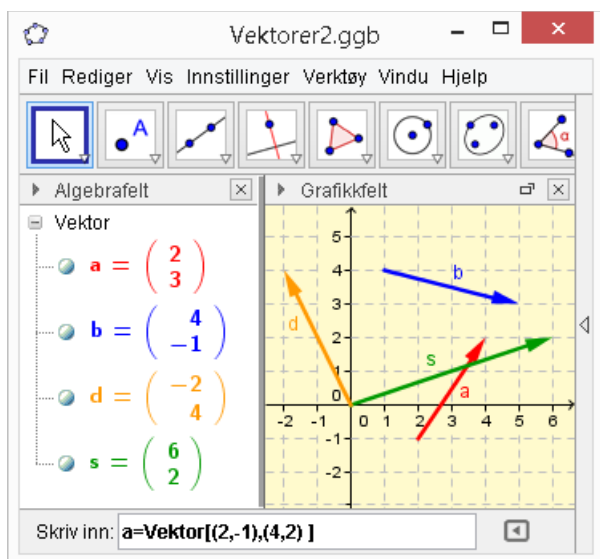 Vektorer2.ggb
Fil Rediger Vis Innstillinger Verktøy Vindu Hjelp
A
α
Algebrafelt
Grafikkfelt
Vektor
a = ( 2 3 )
b = ( 4 −1 )
d = ( −2 4 )
s = ( 6 2 )
5
4
3
2
1
0
-1
-2
-2 -1 0 1 2 3 4 5 6
b
d
s
a
Skriv inn: a=Vektor[(2,-1),(4,2) ]